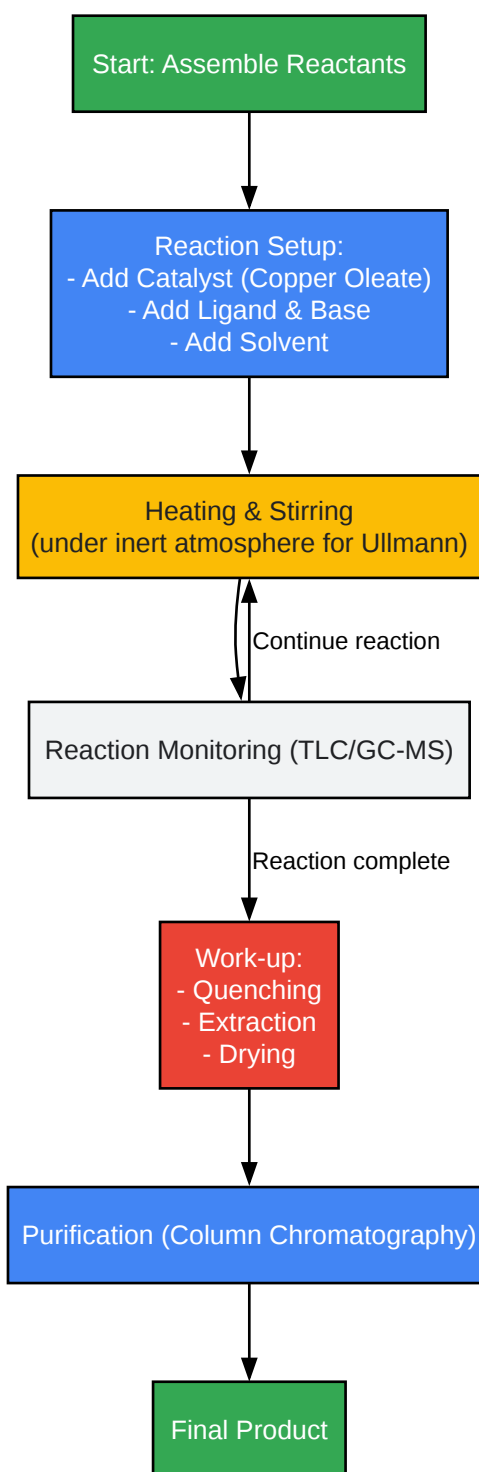 Start: Assemble Reactants
Reaction Setup:
- Add Catalyst (Copper Oleate)
- Add Ligand & Base
- Add Solvent
Heating & Stirring
(under inert atmosphere for Ullmann)
Continue reaction
Reaction Monitoring (TLC/GC-MS)
Reaction complete
Work-up:
- Quenching
- Extraction
- Drying
Purification (Column Chromatography)
Final Product